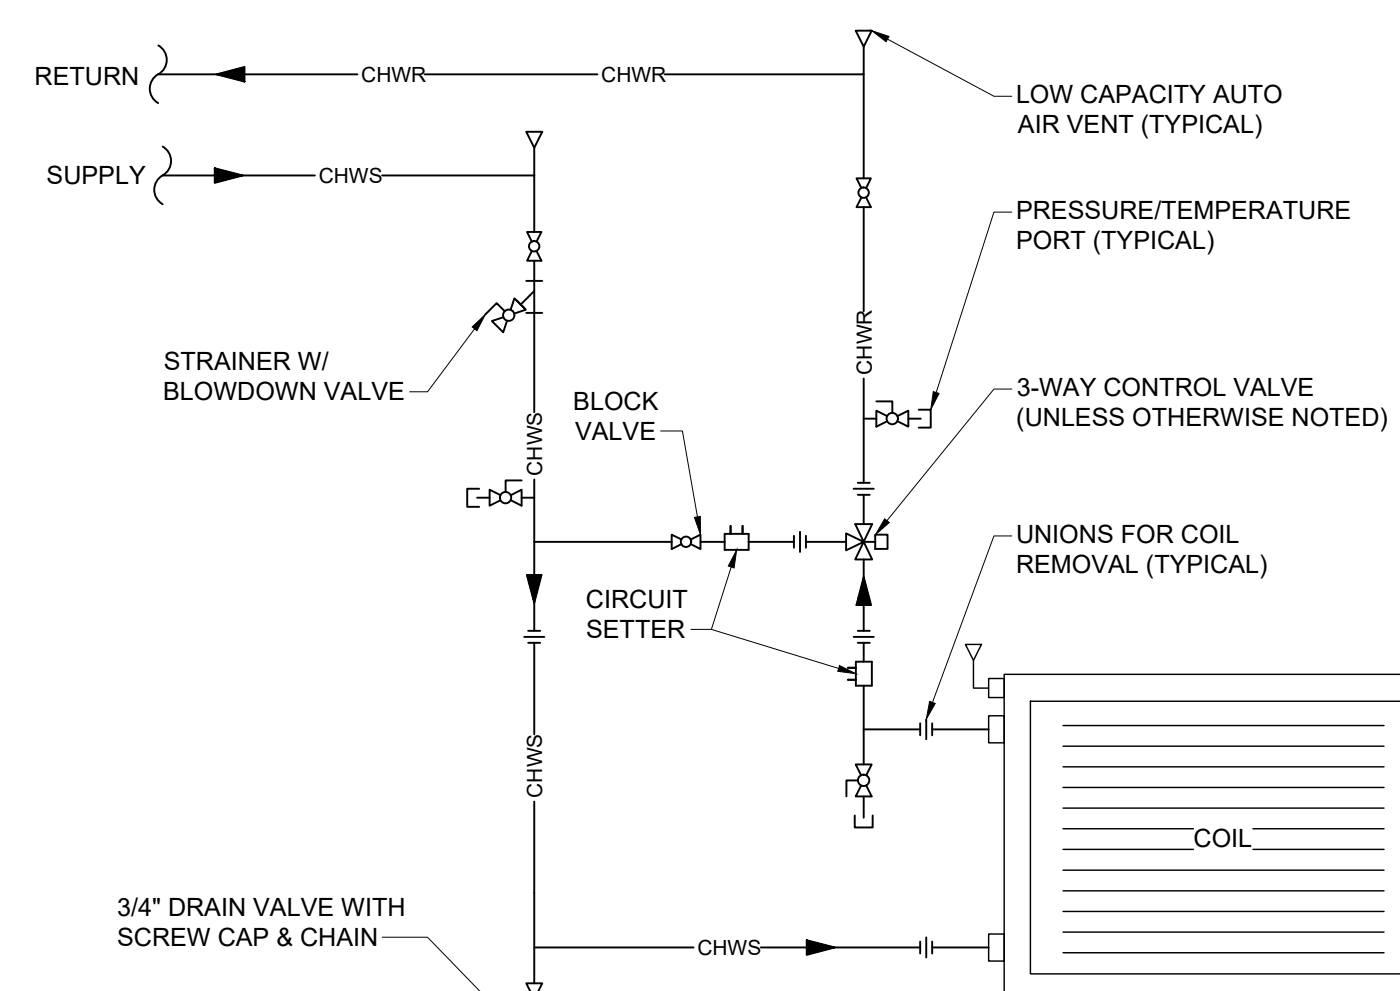 RETURN
CHWR
CHWR
LOW CAPACITY AUTO
AIR VENT (TYPICAL)
SUPPLY
CHWS
PRESSURE/TEMPERATURE
PORT (TYPICAL)
CHWR
STRAINER W/
BLOWDOWN VALVE
CHWS
BLOCK
VALVE
3-WAY CONTROL VALVE
(UNLESS OTHERWISE NOTED)
UNIONS FOR COIL
REMOVAL (TYPICAL)
CIRCUIT
SETTER
CHWS
COIL
3/4" DRAIN VALVE WITH
SCREW CAP & CHAIN
CHWS